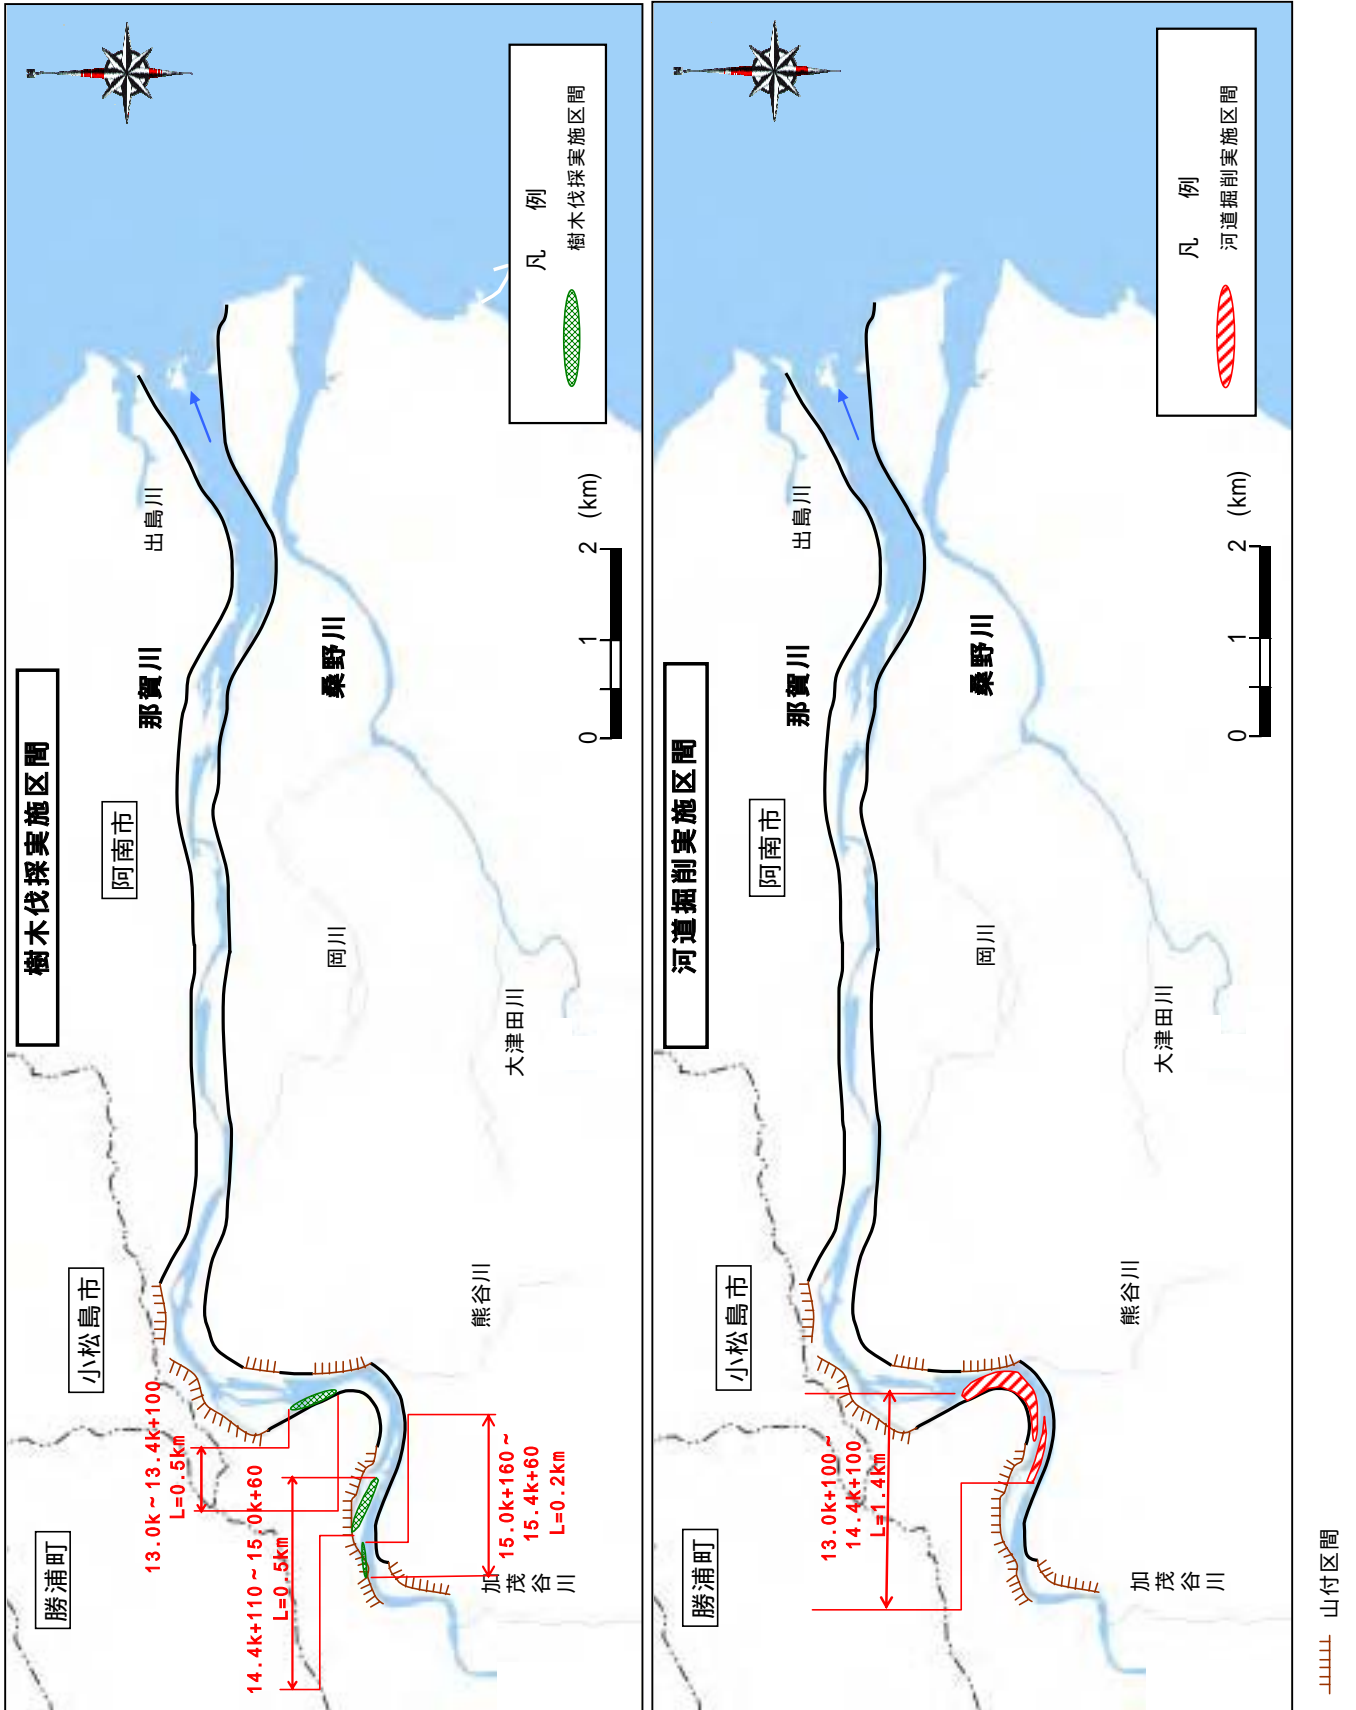 樹木伐採実施区間
N
凡　例
樹木伐採実施区間
勝浦町
小松島市
阿南市
那賀川
出島川
桑野川
岡川
大津田川
熊谷川
加茂谷川
13.0k～13.4k+100
L=0.5km
14.4k+110～15.0k+60
L=0.5km
15.0k+160～
15.4k+60
L=0.2km
0 1 2 (km)
河道掘削実施区間
N
凡　例
河道掘削実施区間
勝浦町
小松島市
阿南市
那賀川
出島川
桑野川
岡川
大津田川
熊谷川
加茂谷川
13.0k+100～
14.4k+100
L=1.4km
0 1 2 (km)
山付区間